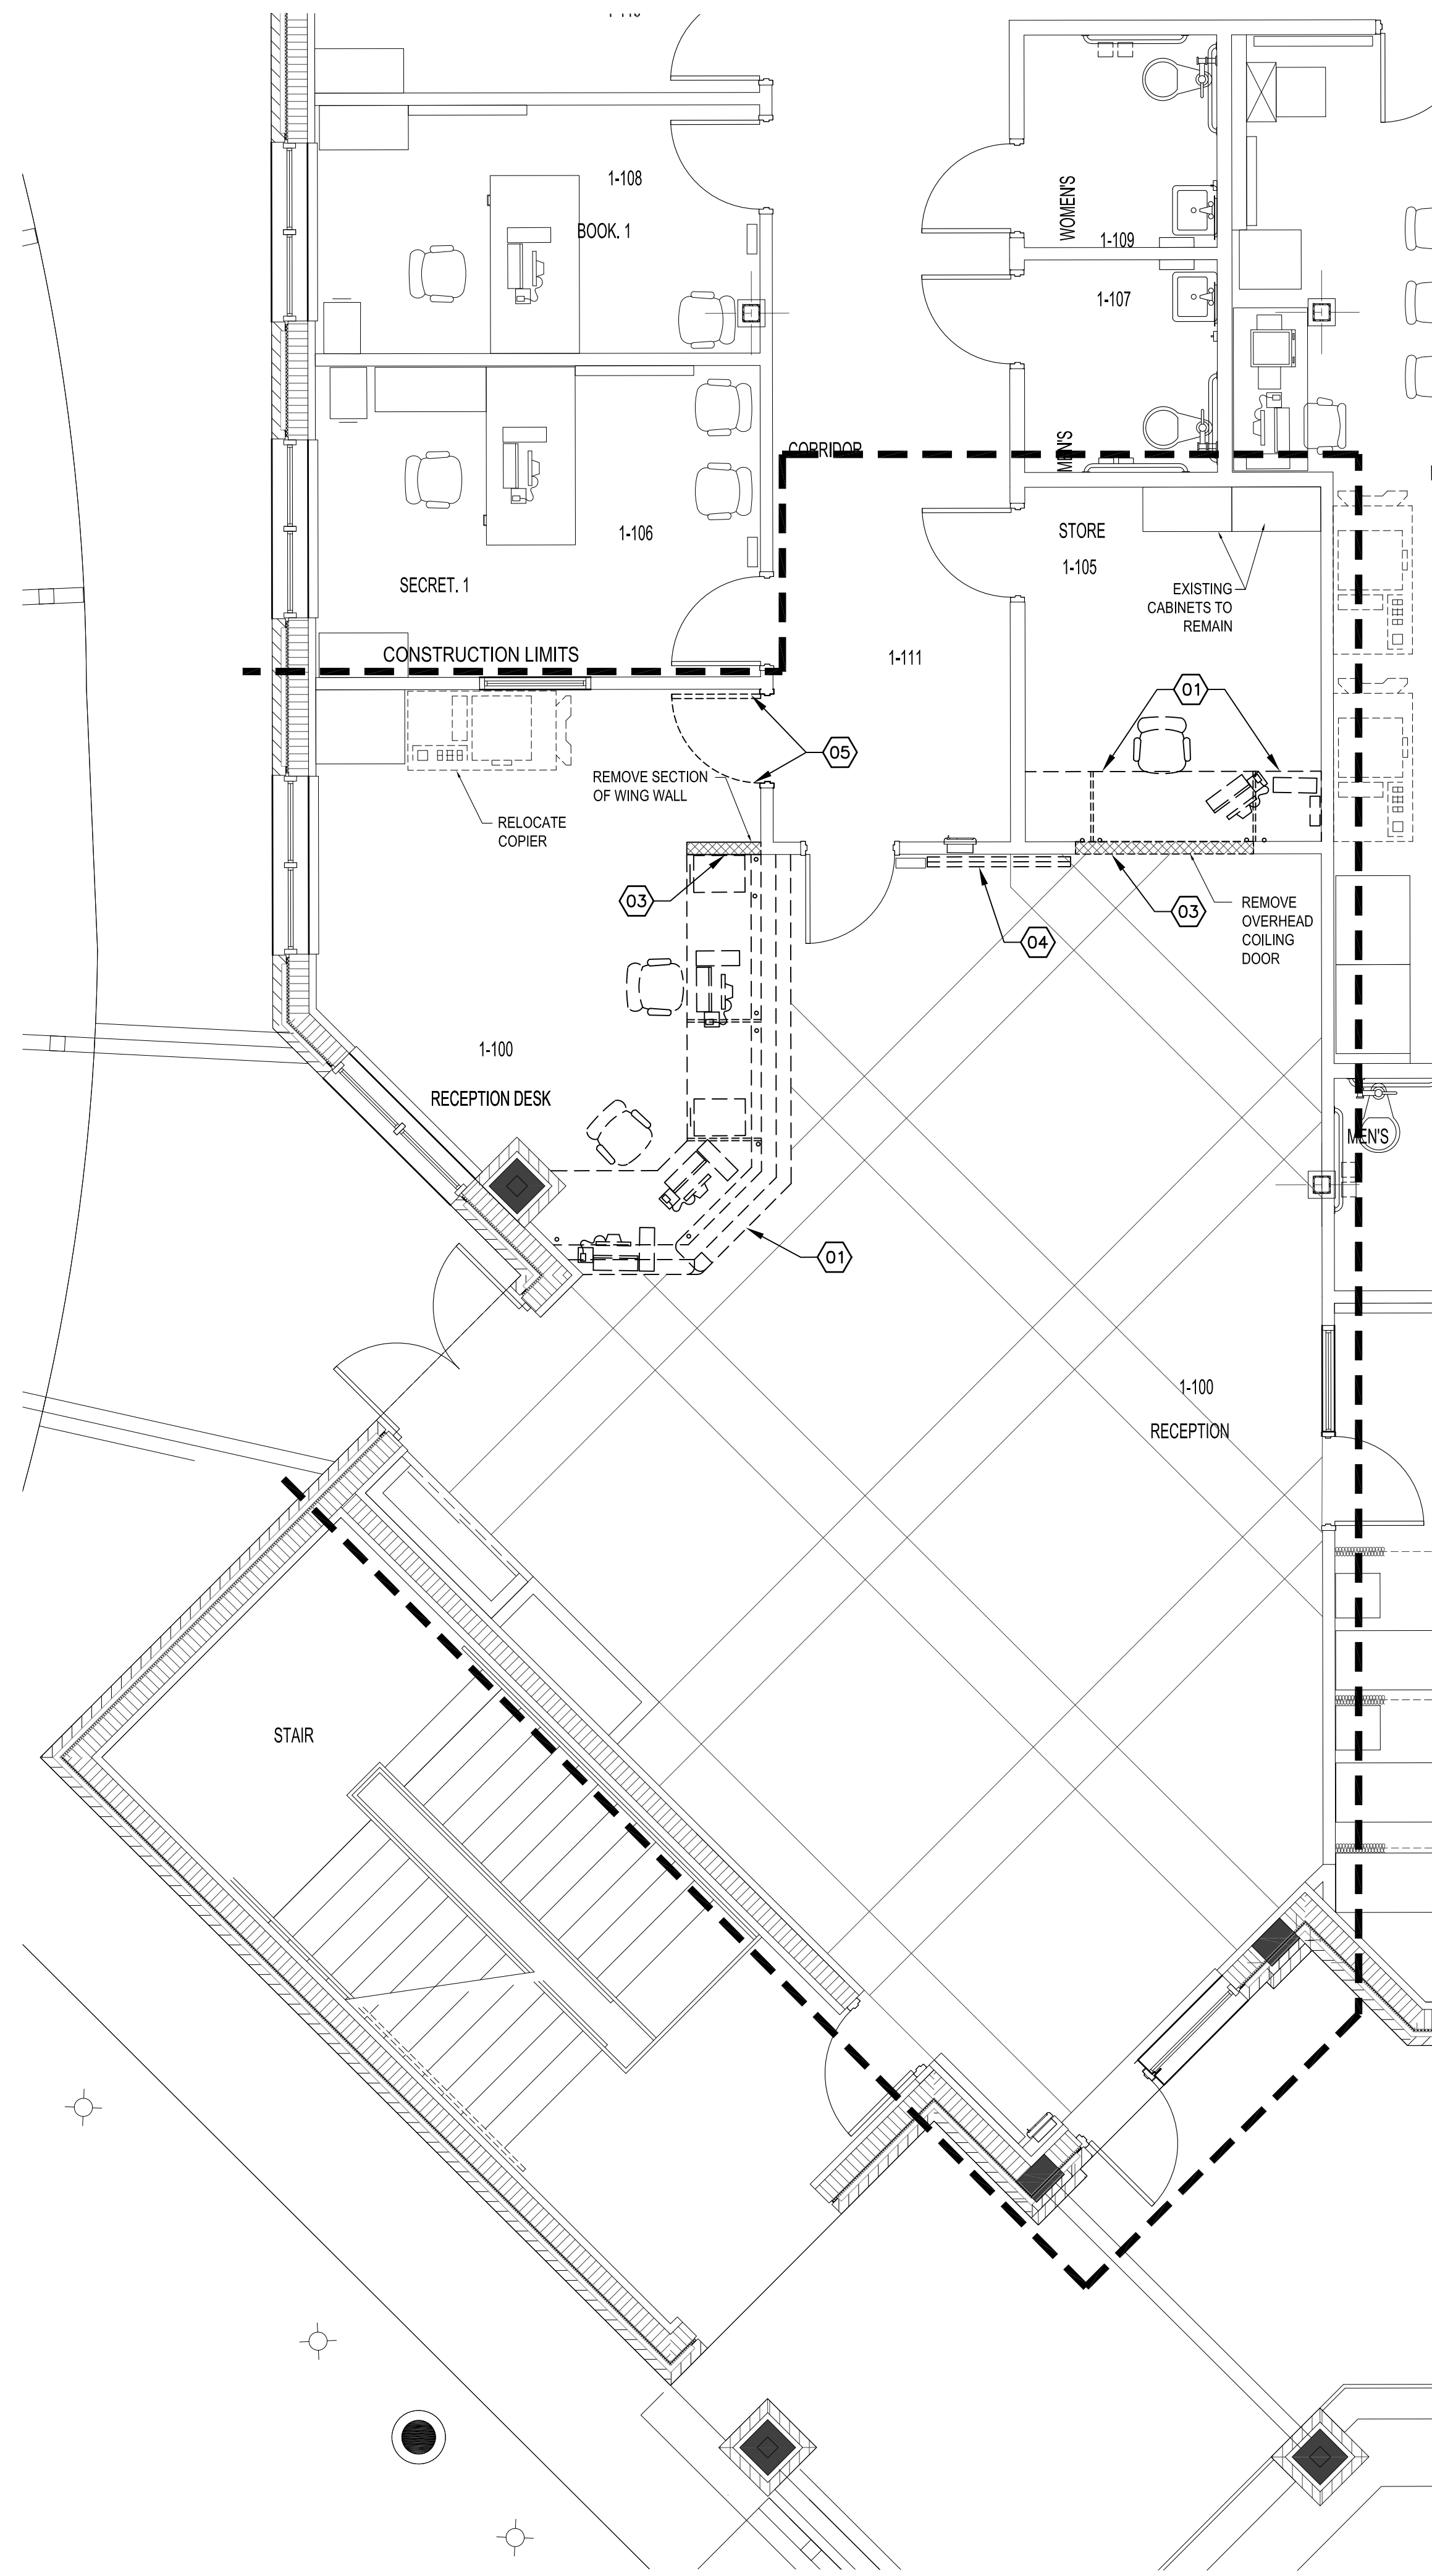 1-108
BOOK. 1
WOMEN'S
1-109
1-107
MEN'S
CORRIDOR
1-106
SECRET. 1
STORE
1-105
EXISTING
CABINETS TO
REMAIN
CONSTRUCTION LIMITS
1-111
01
05
REMOVE SECTION
OF WING WALL
RELOCATE
COPIER
03
04
03
REMOVE
OVERHEAD
COILING
DOOR
1-100
RECEPTION DESK
MEN'S
01
1-100
RECEPTION
STAIR